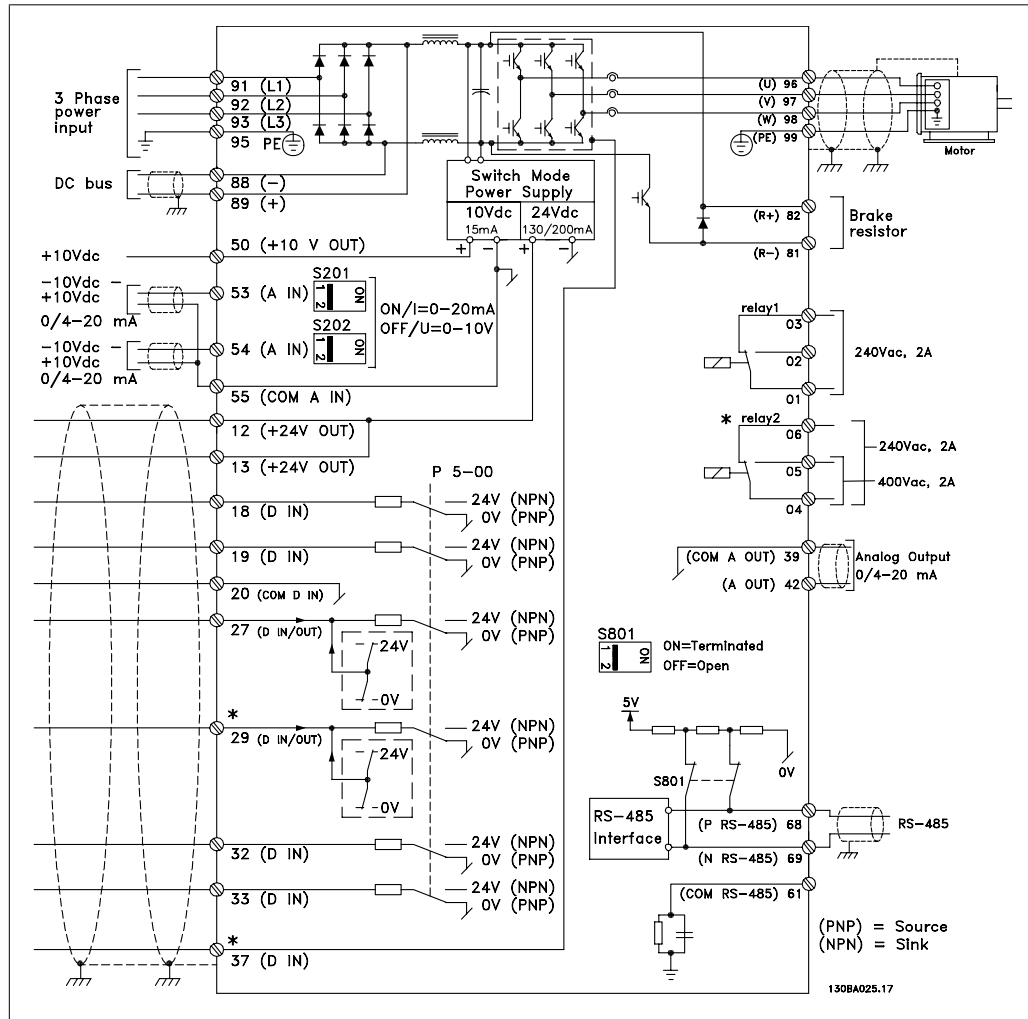 3 Phase
power
input
91 (L1)
92 (L2)
93 (L3)
95 PE
DC bus
88 (−)
89 (+)
+10Vdc
50 (+10 V OUT)
−10Vdc −
+10Vdc
0/4−20 mA
53 (A IN)
S201
1 2
ON
ON/I=0−20mA
OFF/U=0−10V
−10Vdc −
+10Vdc
0/4−20 mA
54 (A IN)
S202
1 2
ON
55 (COM A IN)
12 (+24V OUT)
13 (+24V OUT)
P 5−00
18 (D IN)
24V (NPN)
0V (PNP)
19 (D IN)
24V (NPN)
0V (PNP)
20 (COM D IN)
27 (D IN/OUT)
24V (NPN)
0V (PNP)
24V
0V
*
29 (D IN/OUT)
24V (NPN)
0V (PNP)
24V
0V
32 (D IN)
24V (NPN)
0V (PNP)
33 (D IN)
24V (NPN)
0V (PNP)
*
37 (D IN)
Switch Mode
Power Supply
10Vdc
15mA
24Vdc
130/200mA
+ − + −
(U) 96
(V) 97
(W) 98
(PE) 99
Motor
(R+) 82
(R−) 81
Brake
resistor
relay1
03
02
01
240Vac, 2A
* relay2
06
05
04
240Vac, 2A
400Vac, 2A
(COM A OUT) 39
(A OUT) 42
Analog Output
0/4−20 mA
S801
1 2
ON
ON=Terminated
OFF=Open
5V
0V
S801
RS−485
Interface
(P RS−485) 68
(N RS−485) 69
RS−485
(COM RS−485) 61
(PNP) = Source
(NPN) = Sink
130BA025.17